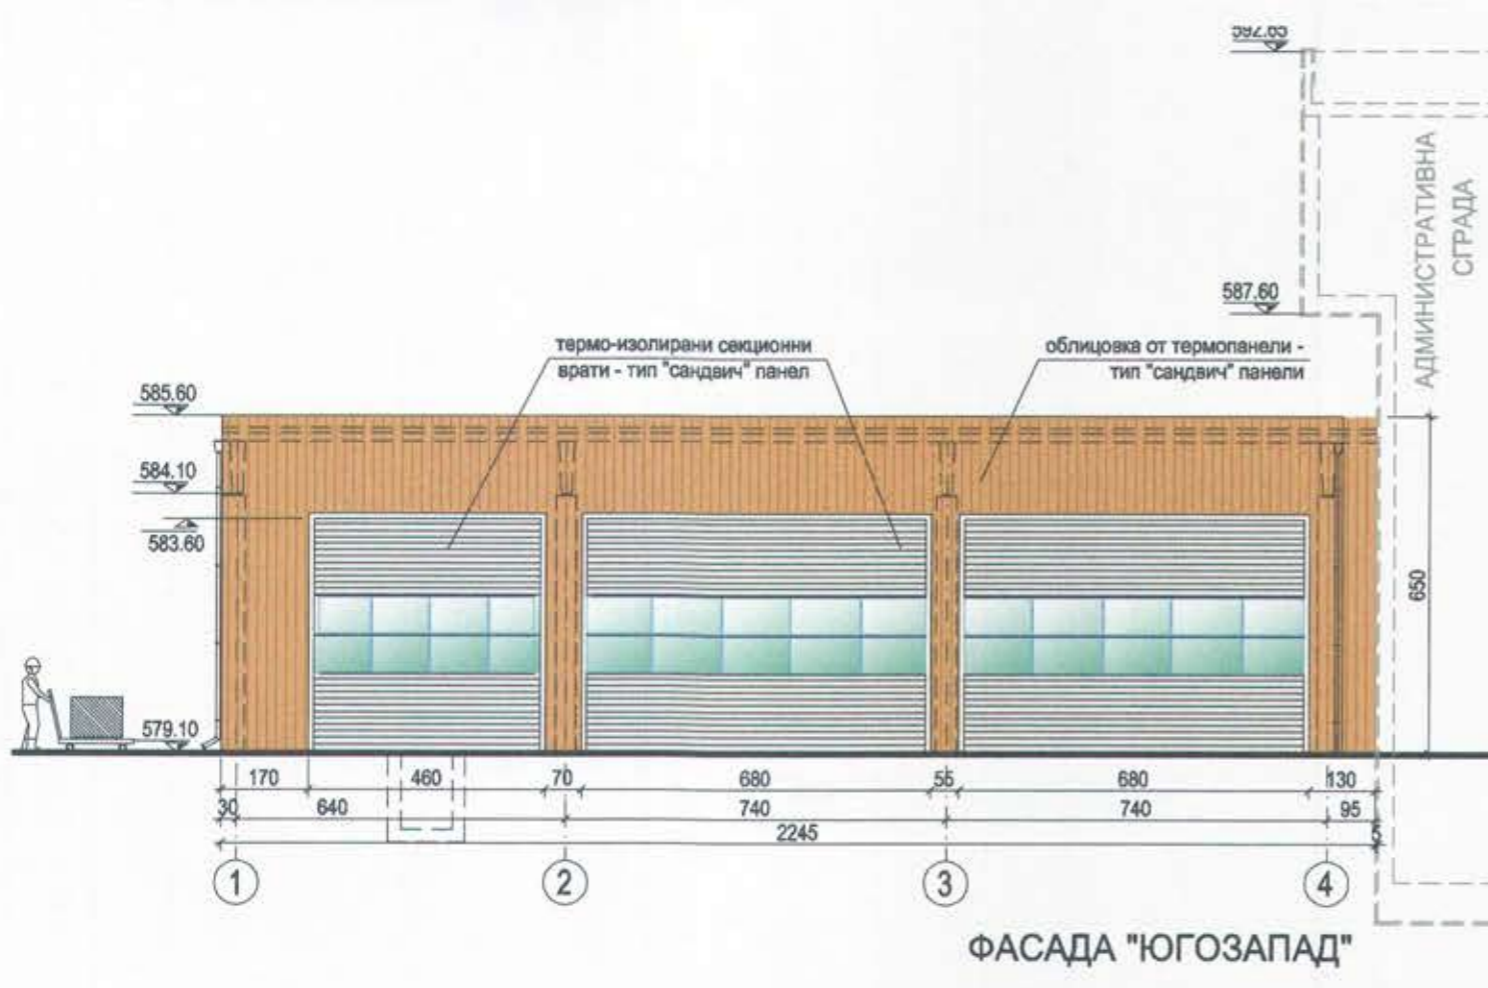 592.65
АДМИНИСТРАТИВНА
СГРАДА
587.60
термо-изолирани секционни
врати - тип "сандвич" панел
облицовка от термопанели -
тип "сандвич" панели
585.60
584.10
583.60
650
579.10
170 460 70 680 55 680 130
30 640 740 740 95
2245 5
1 2 3 4
ФАСАДА "ЮГОЗАПАД"